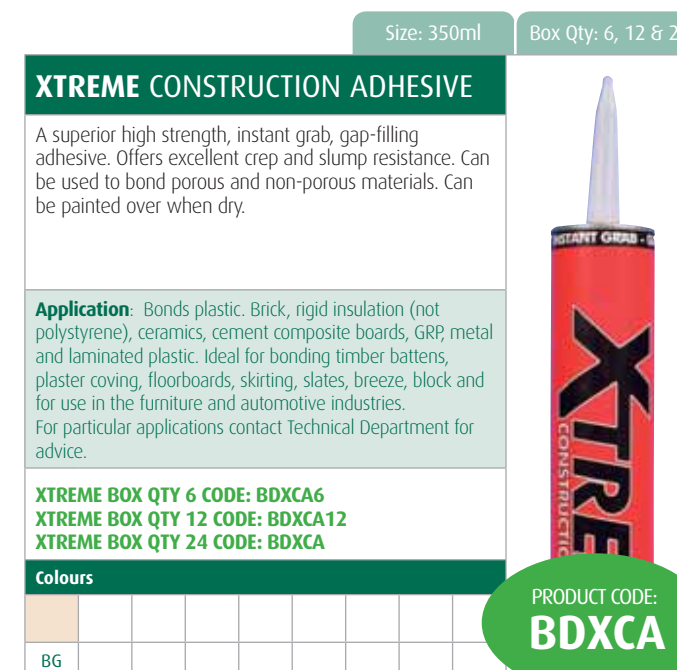 Size: 350ml
Box Qty: 6, 12 & 2
XTREME CONSTRUCTION ADHESIVE
A superior high strength, instant grab, gap-filling
adhesive. Offers excellent crep and slump resistance. Can
be used to bond porous and non-porous materials. Can
be painted over when dry.
Application: Bonds plastic. Brick, rigid insulation (not
polystyrene), ceramics, cement composite boards, GRP, metal
and laminated plastic. Ideal for bonding timber battens,
plaster coving, floorboards, skirting, slates, breeze, block and
for use in the furniture and automotive industries.
For particular applications contact Technical Department for
advice.
XTREME BOX QTY 6 CODE: BDXCA6
XTREME BOX QTY 12 CODE: BDXCA12
XTREME BOX QTY 24 CODE: BDXCA
Colours
BG
INSTANT GRAB -
XTRE
CONSTRUCTIO
PRODUCT CODE:
BDXCA